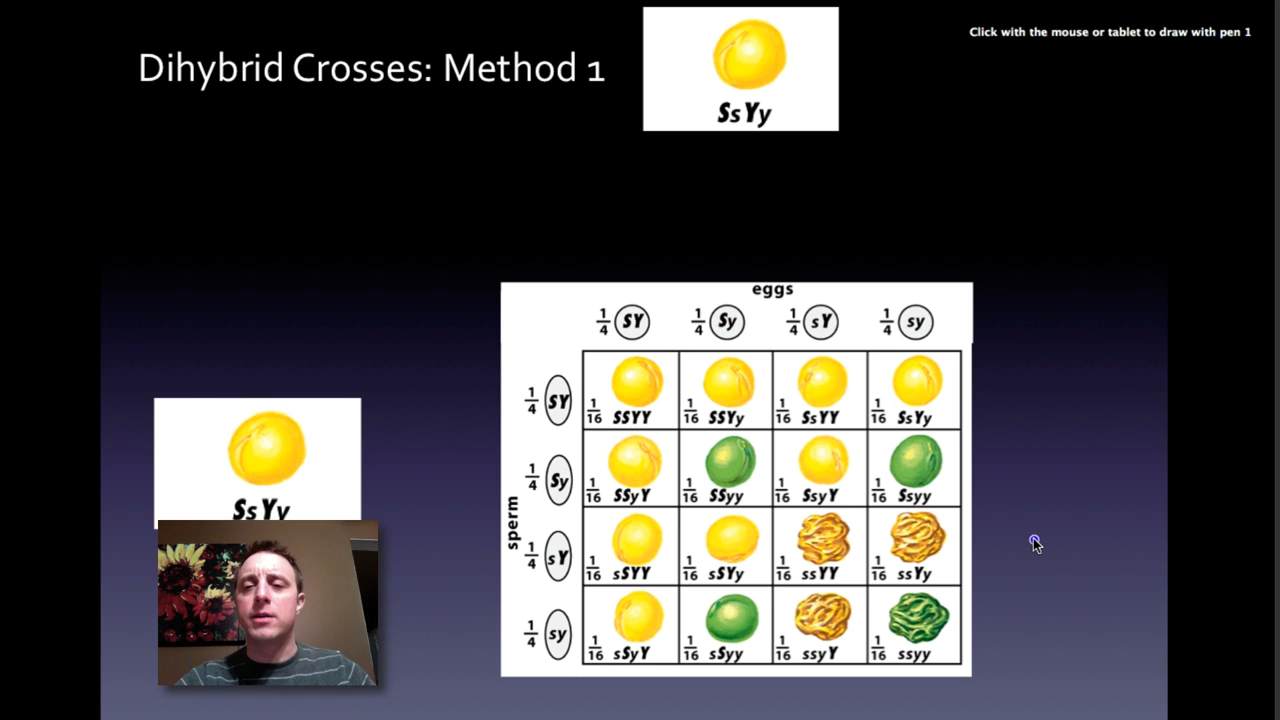 Click with the mouse or tablet to draw with pen 1
Dihybrid Crosses: Method 1
SsYy
eggs
1/4 SY 1/4 Sy 1/4 sY 1/4 sy
1/4 SY 1/16 SSYY 1/16 SSYy 1/16 SsYY 1/16 SsYy
1/4 Sy 1/16 SSyY 1/16 SSyy 1/16 SsyY 1/16 Ssyy
sperm
1/4 sY 1/16 sSYY 1/16 sSYy 1/16 ssYY 1/16 ssYy
1/4 sy 1/16 sSyY 1/16 sSyy 1/16 ssyY 1/16 ssyy
SsYy